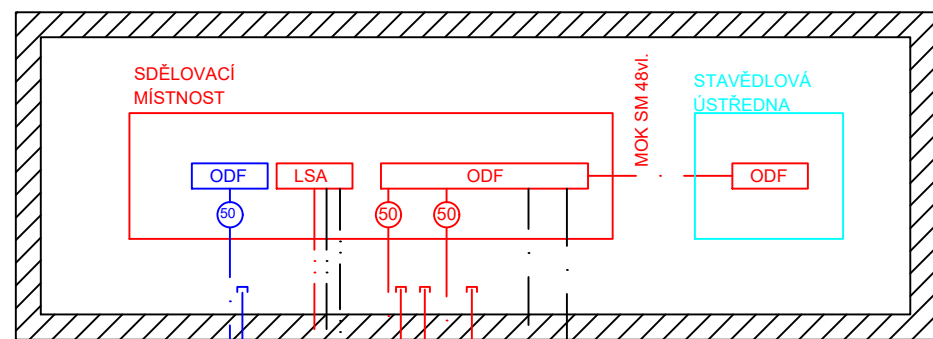 SDĚLOVACÍ
MÍSTNOST
MOK SM 48vl.
STAVĚDLOVÁ
ÚSTŘEDNA
ODF
LSA
ODF
ODF
50
50
50